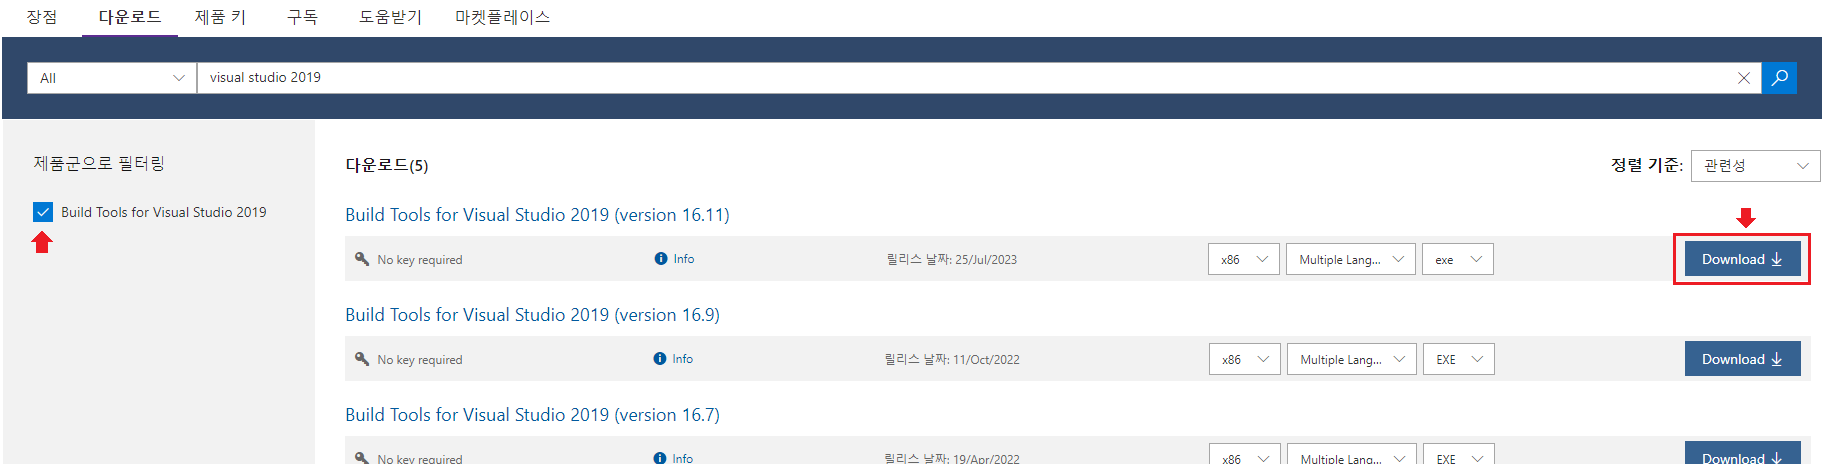 장점 다운로드 제품 키 구독 도움받기 마켓플레이스
All visual studio 2019
제품군으로 필터링
Build Tools for Visual Studio 2019
다운로드(5) 정렬 기준: 관련성
Build Tools for Visual Studio 2019 (version 16.11)
No key required Info 릴리스 날짜: 25/Jul/2023 x86 Multiple Lang... exe Download
Build Tools for Visual Studio 2019 (version 16.9)
No key required Info 릴리스 날짜: 11/Oct/2022 x86 Multiple Lang... EXE Download
Build Tools for Visual Studio 2019 (version 16.7)
No key required Info 릴리스 날짜: 19/Apr/2022 x86 Multiple Lang... EXE Download